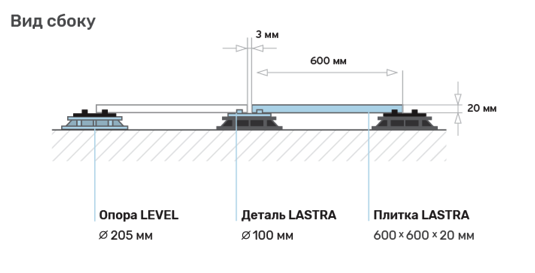 Вид сбоку
3 мм
600 мм
20 мм
Опора LEVEL
Ø 205 мм
Деталь LASTRA
Ø 100 мм
Плитка LASTRA
600 x 600 x 20 мм